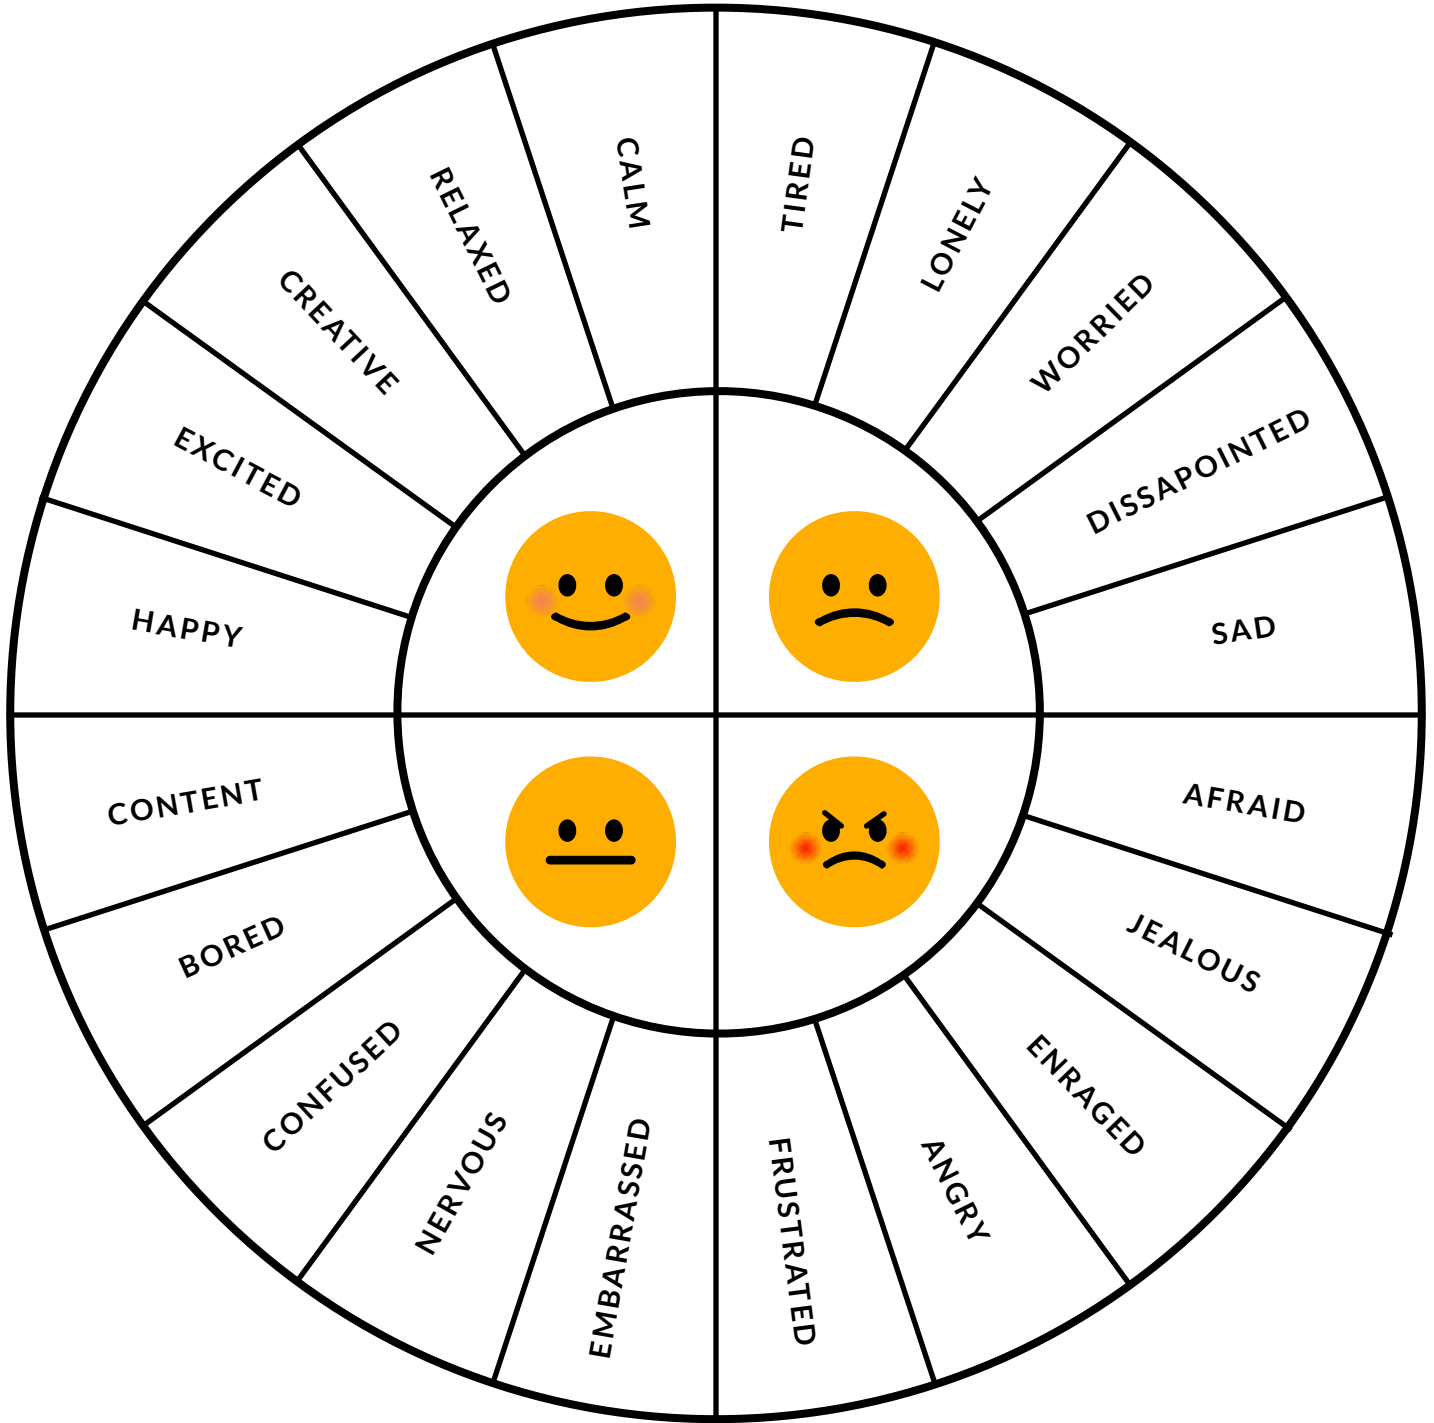 CALM
TIRED
LONELY
WORRIED
DISSAPOINTED
SAD
AFRAID
JEALOUS
ENRAGED
ANGRY
FRUSTRATED
EMBARRASSED
NERVOUS
CONFUSED
BORED
CONTENT
HAPPY
EXCITED
CREATIVE
RELAXED